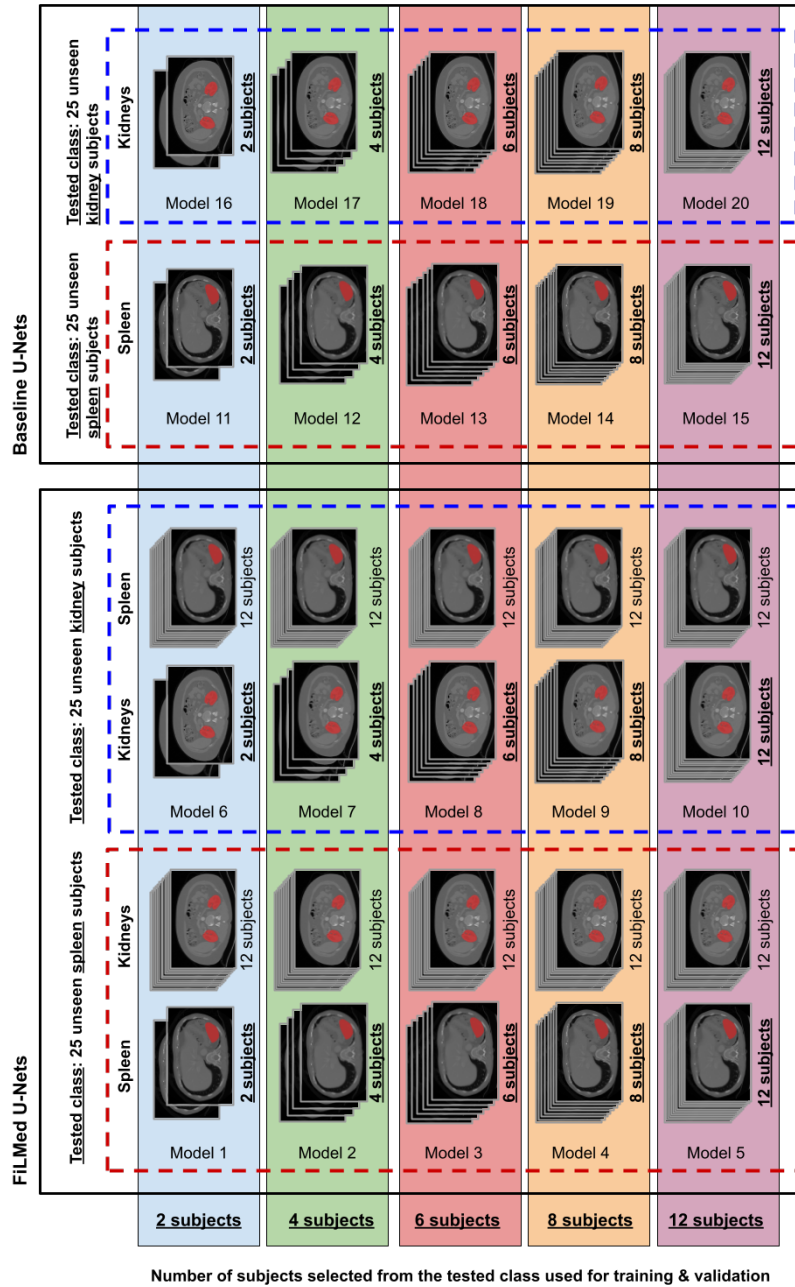 Baseline U-Nets
Tested class: 25 unseen
kidney subjects
Kidneys
2 subjects
4 subjects
6 subjects
8 subjects
12 subjects
Model 16
Model 17
Model 18
Model 19
Model 20
Tested class: 25 unseen
spleen subjects
Spleen
2 subjects
4 subjects
6 subjects
8 subjects
12 subjects
Model 11
Model 12
Model 13
Model 14
Model 15
FiLMed U-Nets
Tested class: 25 unseen kidney subjects
Spleen
12 subjects
12 subjects
12 subjects
12 subjects
12 subjects
Kidneys
2 subjects
4 subjects
6 subjects
8 subjects
12 subjects
Model 6
Model 7
Model 8
Model 9
Model 10
Tested class: 25 unseen spleen subjects
Kidneys
12 subjects
12 subjects
12 subjects
12 subjects
12 subjects
Spleen
2 subjects
4 subjects
6 subjects
8 subjects
12 subjects
Model 1
Model 2
Model 3
Model 4
Model 5
2 subjects
4 subjects
6 subjects
8 subjects
12 subjects
Number of subjects selected from the tested class used for training & validation